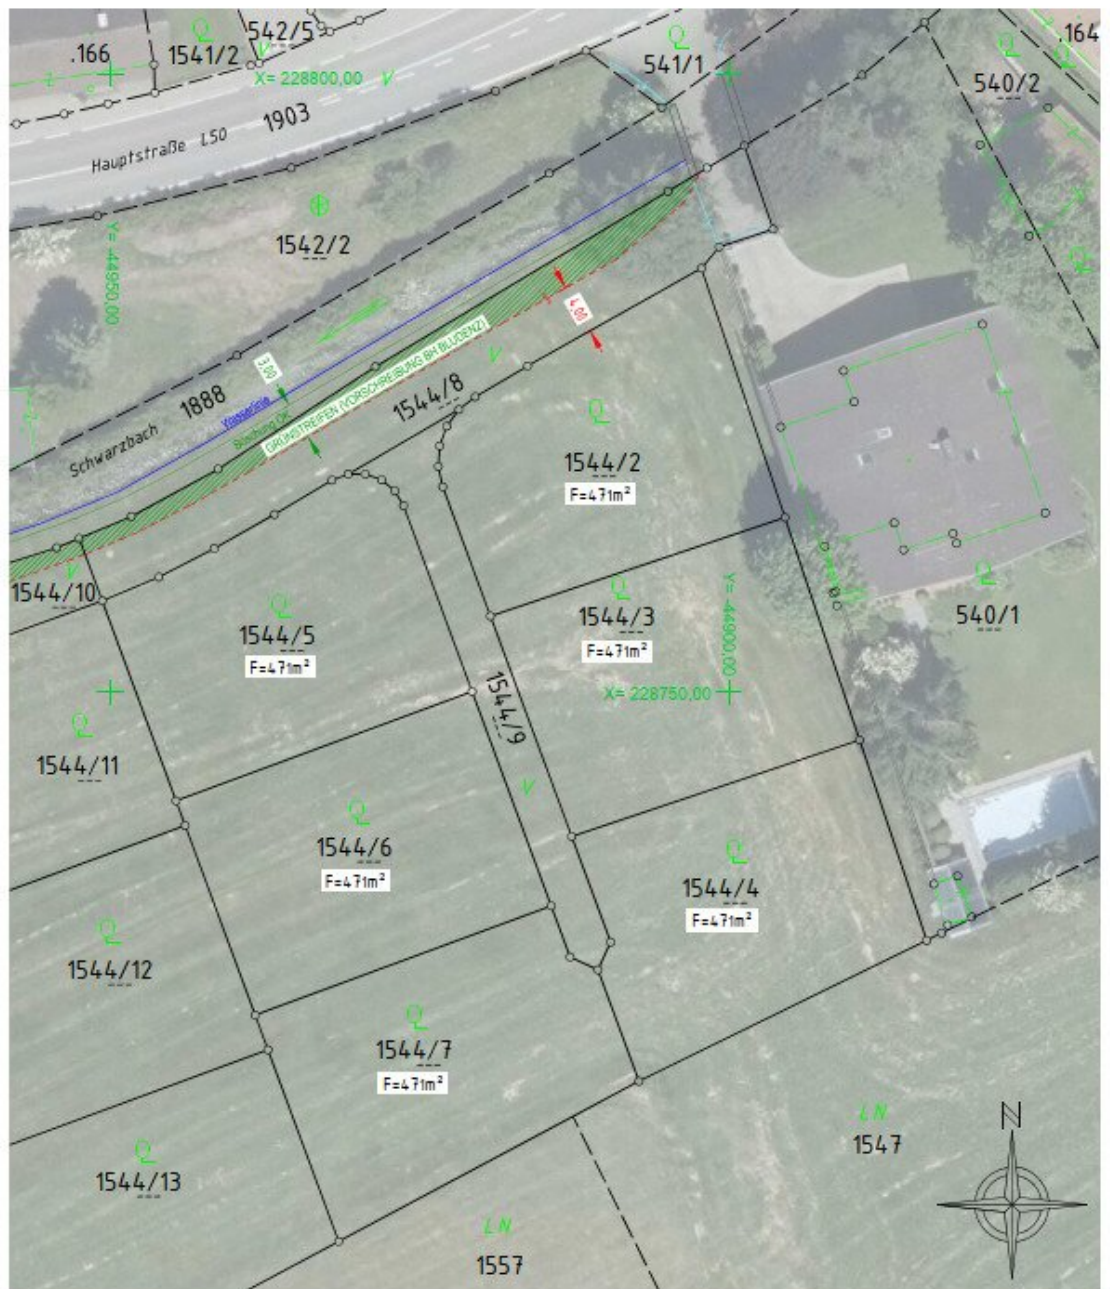 542/5
.166
1541/2
V
X= 228800,00
V
541/1
.164
540/2
1903
Hauptstraße L50
1542/2
Y= -44950,00
4,00
3,00
GRÜNSTREIFEN (VORSCHREIBUNG BH BLUDENZ)
V
1888
Schwarzbach
Wasserlinie
Böschung OK
1544/8
1544/2
F=471m²
V
1544/10
1544/5
F=471m²
1544/3
F=471m²
Y= -44900,00
540/1
X= 228750,00
1544/9
1544/11
V
1544/6
F=471m²
1544/4
F=471m²
1544/12
1544/7
F=471m²
LN
1547
N
1544/13
LN
1557